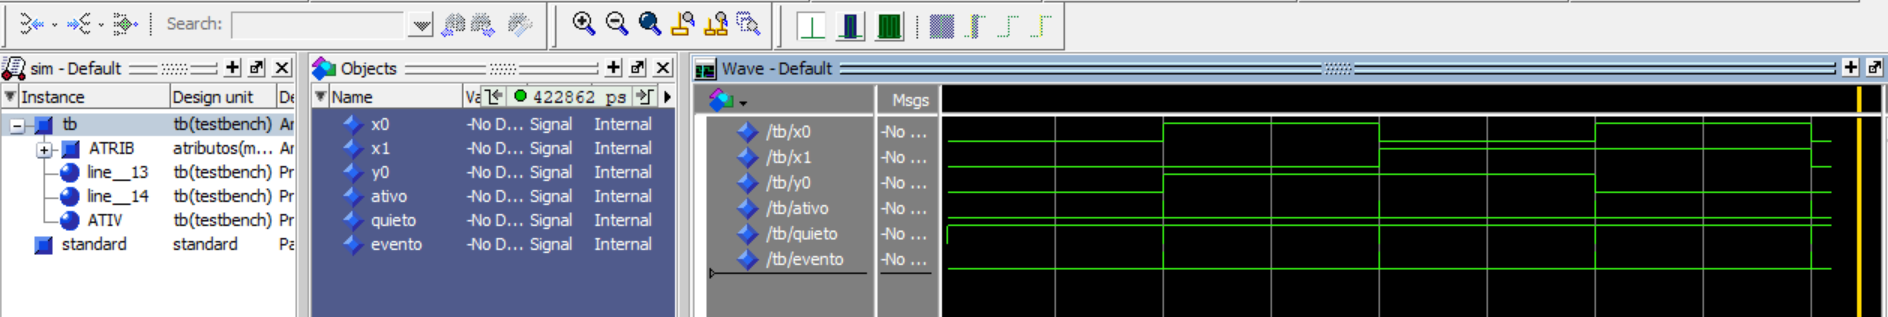 Search:
sim - Default
Instance Design unit De
tb tb(testbench) Ar
ATRIB atributos(m... Ar
line__13 tb(testbench) Pr
line__14 tb(testbench) Pr
ATIV tb(testbench) Pr
standard standard Pa
Objects
Name Va 422862 ps
x0 -No D... Signal Internal
x1 -No D... Signal Internal
y0 -No D... Signal Internal
ativo -No D... Signal Internal
quieto -No D... Signal Internal
evento -No D... Signal Internal
Wave - Default
Msgs
/tb/x0 -No ...
/tb/x1 -No ...
/tb/y0 -No ...
/tb/ativo -No ...
/tb/quieto -No ...
/tb/evento -No ...